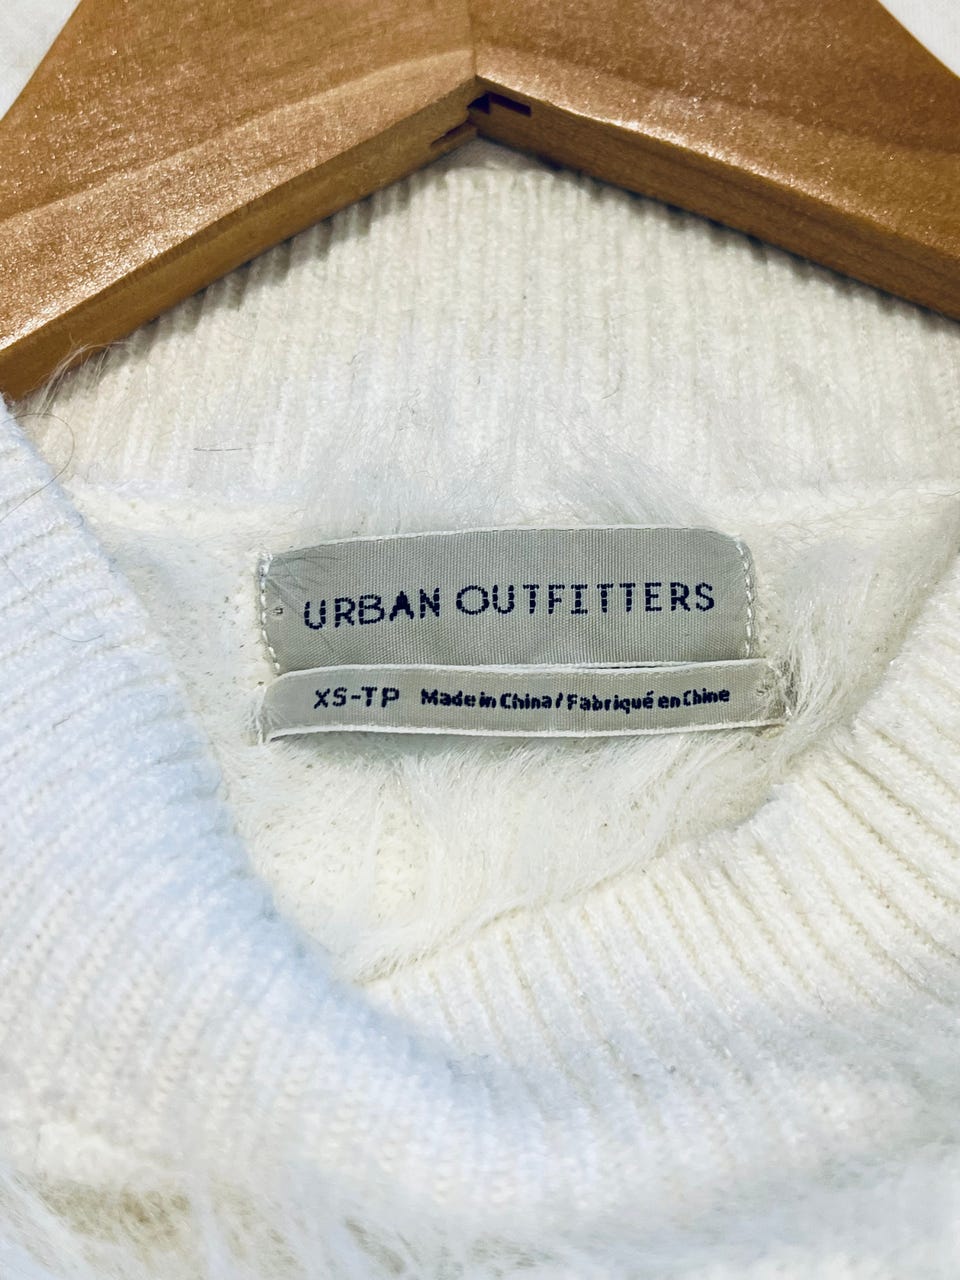 URBAN OUTFITTERS
XS-TP Made in China / Fabriqué en Chine